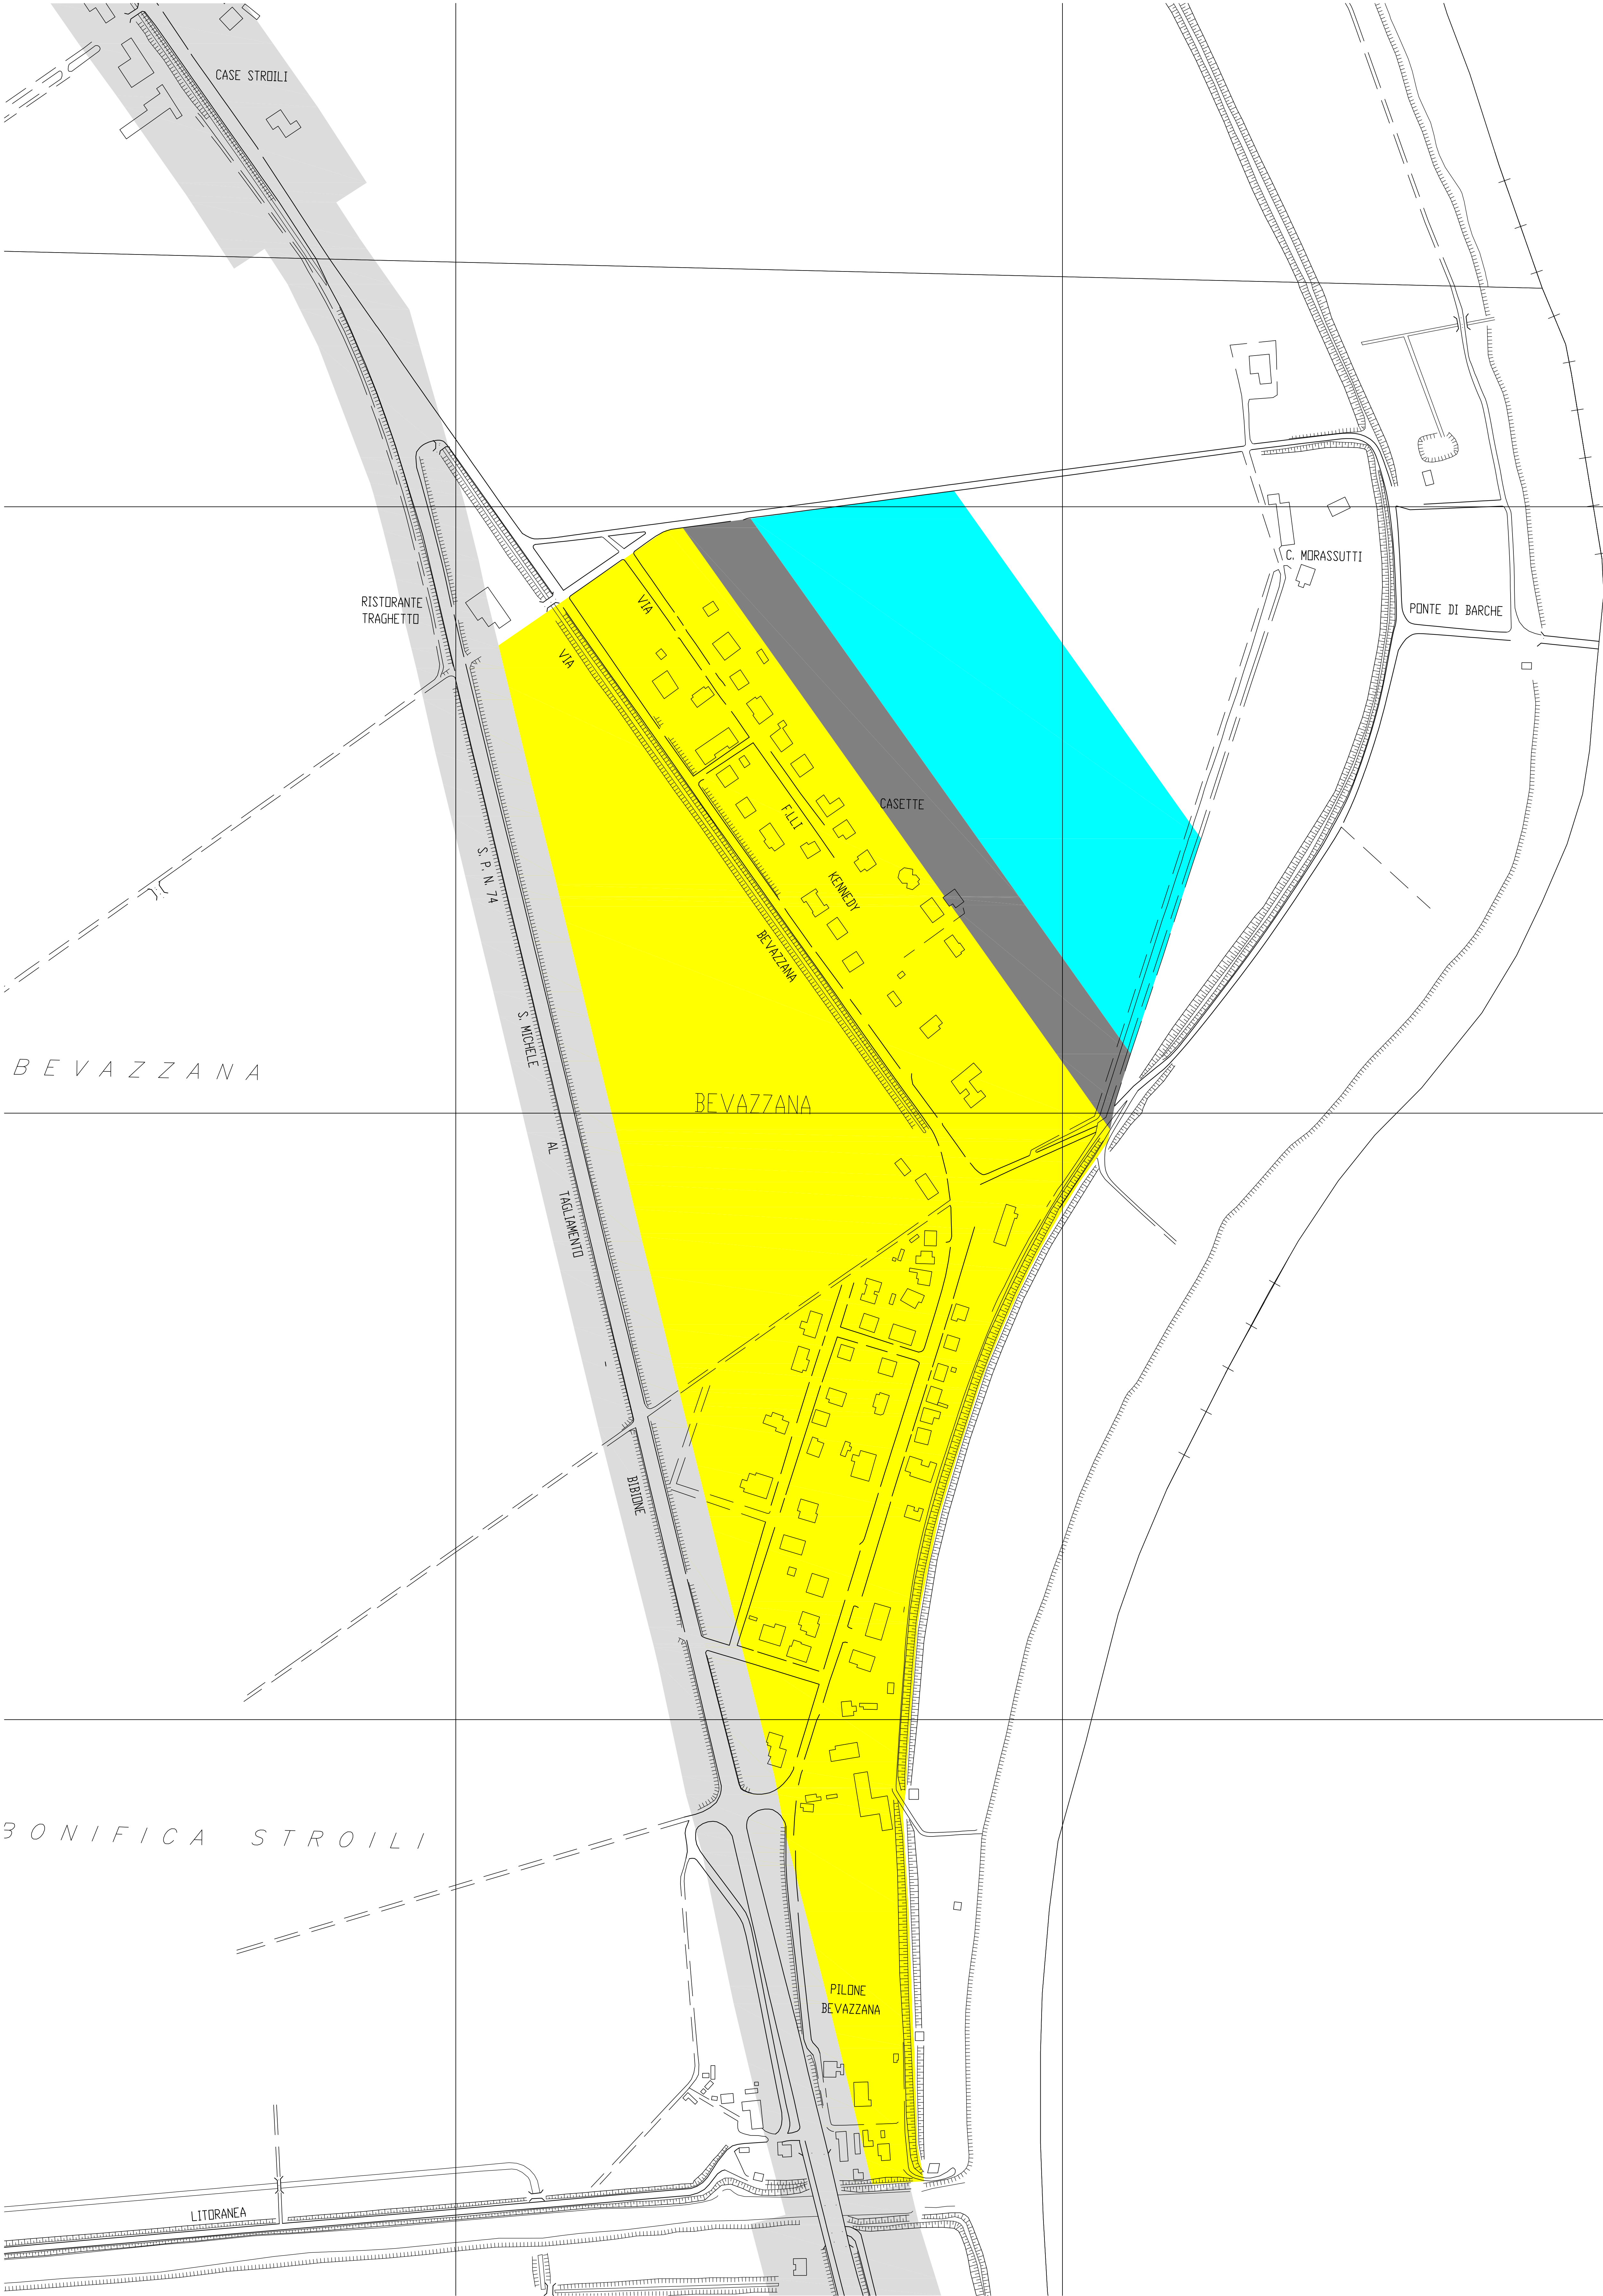 CASE STROILI
C. MORASSUTTI
RISTORANTE
TRAGHETTO
VIA
PONTE DI BARCHE
VIA
CASETTE
F.LLI
S. P. N. 74
KENNEDY
BEVAZZANA
S. MICHELE
BEVAZZANA
BEVAZZANA
AL
TAGLIAMENTO
BIBIONE
BONIFICA STROILI
PILONE
BEVAZZANA
LITORANEA